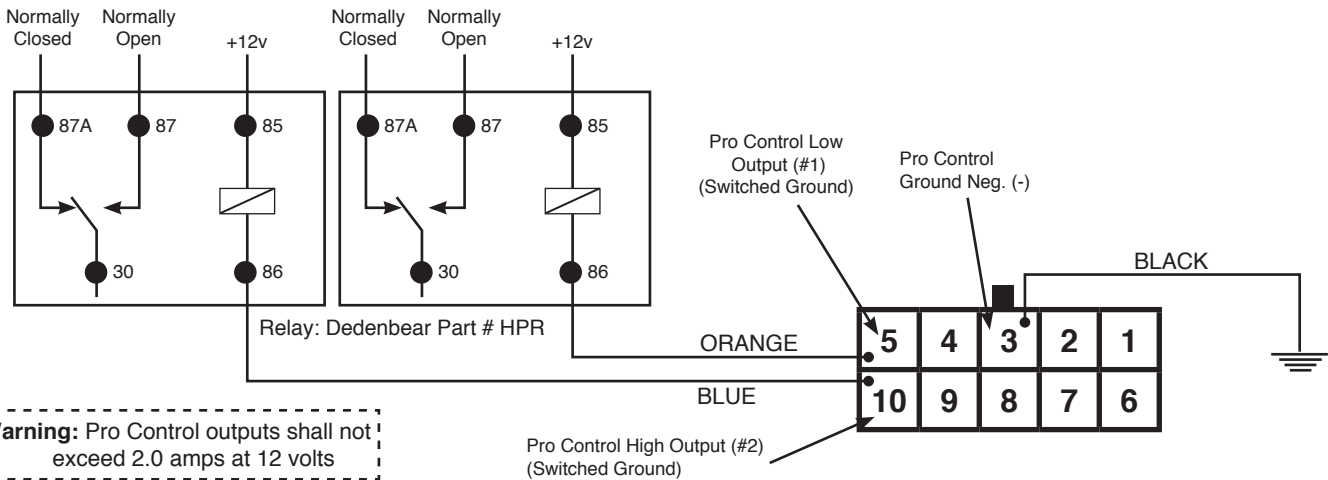 Normally
Closed
Normally
Open
+12v
Normally
Closed
Normally
Open
+12v
87A
87
85
30
86
87A
87
85
30
86
Relay: Dedenbear Part # HPR
Pro Control Low
Output (#1)
(Switched Ground)
Pro Control
Ground Neg. (-)
BLACK
ORANGE
BLUE
5 4 3 2 1
10 9 8 7 6
Pro Control High Output (#2)
(Switched Ground)
arning: Pro Control outputs shall not
exceed 2.0 amps at 12 volts